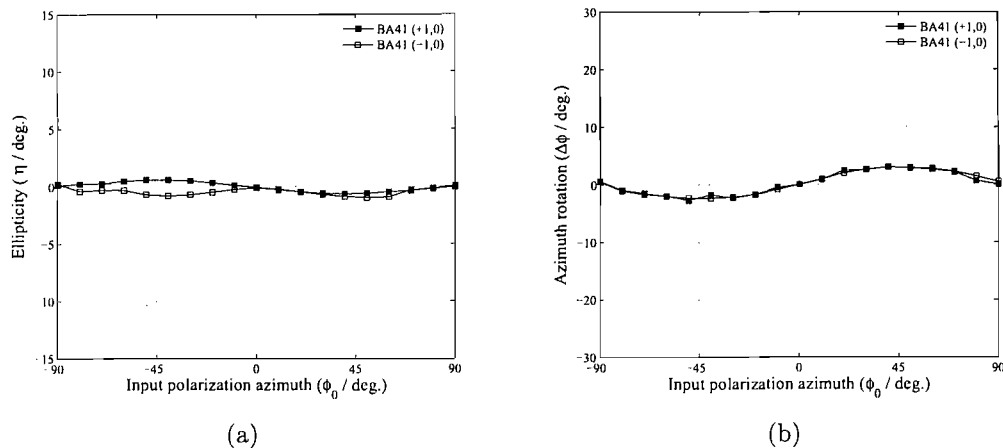 15
10
5
0
−5
10
−15
−90
−45
0
45
90
Ellipticity ( η / deg.)
Input polarization azimuth (ϕ0 / deg.)
BA41 (+1,0)
BA41 (−1,0)
(a)
30
20
10
0
−10
−20
−30
−90
−45
0
45
90
Azimuth rotation (Δϕ / deg.)
Input polarization azimuth (ϕ0 / deg.)
BA41 (+1,0)
BA41 (−1,0)
(b)